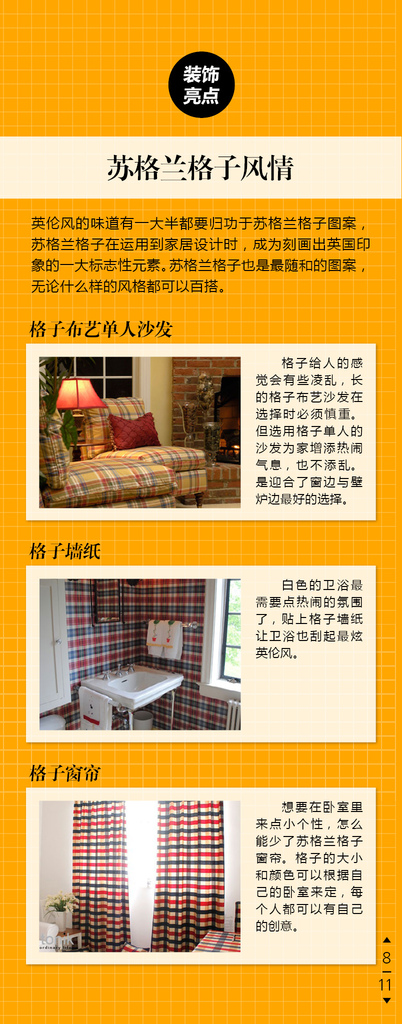 装饰
亮点
苏格兰格子风情
英伦风的味道有一大半都要归功于苏格兰格子图案，
苏格兰格子在运用到家居设计时，成为刻画出英国印
象的一大标志性元素。苏格兰格子也是最随和的图案，
无论什么样的风格都可以百搭。
格子布艺单人沙发
格子给人的感
觉会有些凌乱，长
的格子布艺沙发在
选择时必须慎重。
但选用格子单人的
沙发为家增添热闹
气息，也不添乱。
是迎合了窗边与壁
炉边最好的选择。
格子墙纸
白色的卫浴最
需要点热闹的氛围
了，贴上格子墙纸
让卫浴也刮起最炫
英伦风。
格子窗帘
想要在卧室里
来点小个性，怎么
能少了苏格兰格子
窗帘。格子的大小
和颜色可以根据自
己的卧室来定，每
个人都可以有自己
的创意。
8
11